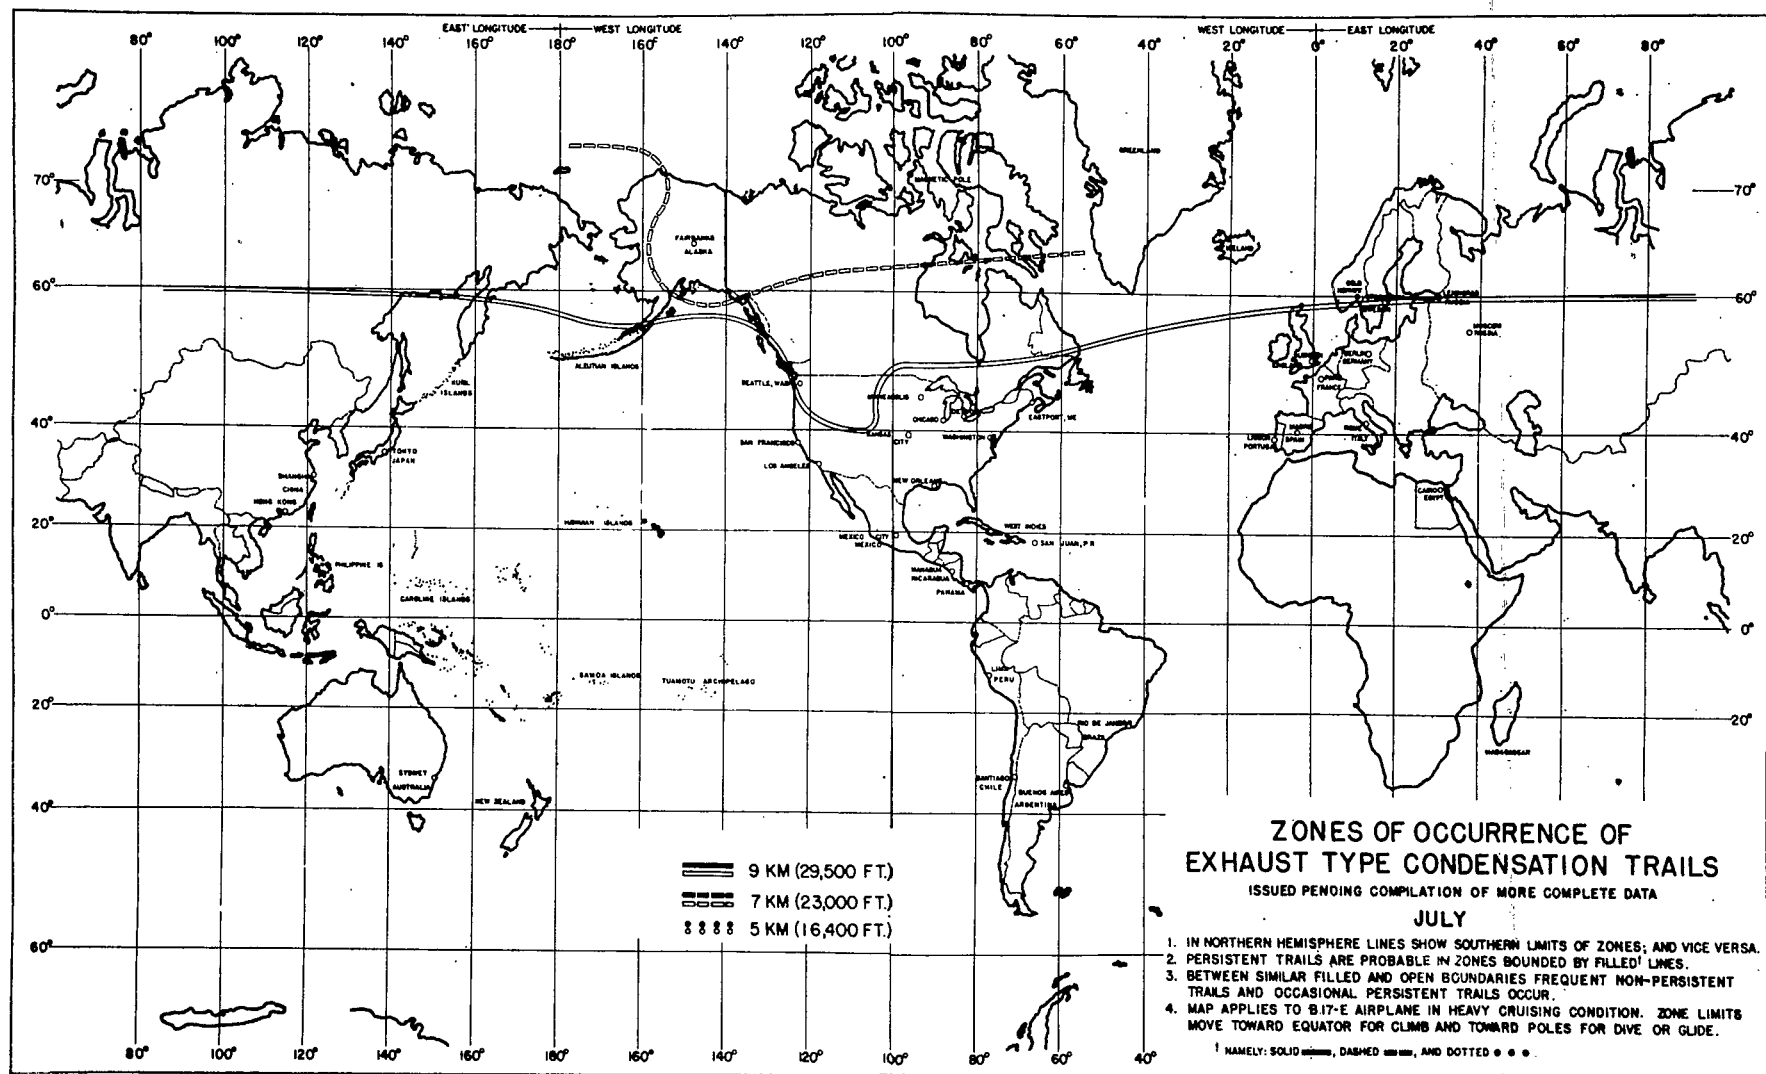 EAST LONGITUDE WEST LONGITUDE WEST LONGITUDE EAST LONGITUDE
80° 100° 120° 140° 160° 180° 160° 140° 120° 100° 80° 60° 40° 20° 0° 20° 40° 60° 80°
GREENLAND
MAGNETIC POLE
70° 70°
FAIRBANKS
ALASKA
ICELAND
60° 60°
OSLO
NORWAY
LENINGRAD
MOSCOW
RUSSIA
ALEUTIAN ISLANDS
KURIL
ISLANDS
SEATTLE, WASH
MINNEAPOLIS
CHICAGO
DETROIT
EASTPORT, ME
LONDON
ENGLAND
BERLIN
GERMANY
PARIS
FRANCE
40° 40°
SAN FRANCISCO
KANSAS
CITY
WASHINGTON
LISBON
PORTUGAL
MADRID
SPAIN
ROME
ITALY
TOKYO
JAPAN
LOS ANGELES
SHANGHAI
CHINA
HONG KONG
NEW ORLEANS
CAIRO
EGYPT
20° 20°
HAWAIIAN ISLANDS
WEST INDIES
MEXICO CITY
MEXICO
SAN JUAN, P.R.
PHILIPPINE IS
MANAGUA
NICARAGUA
PANAMA
CAROLINE ISLANDS
0° 0°
SAMOA ISLANDS
TUAMOTU ARCHIPELAGO
LIMA
PERU
20° 20°
RIO DE JANEIRO
BRAZIL
MADAGASCAR
SYDNEY
AUSTRALIA
SANTIAGO
CHILE
BUENOS AIRES
ARGENTINA
NEW ZEALAND
40°
60°
9 KM (29,500 FT.)
7 KM (23,000 FT.)
5 KM (16,400 FT.)
80° 100° 120° 140° 160° 180° 160° 140° 120° 100° 80° 60° 40°
ZONES OF OCCURRENCE OF
EXHAUST TYPE CONDENSATION TRAILS
ISSUED PENDING COMPILATION OF MORE COMPLETE DATA
JULY
1. IN NORTHERN HEMISPHERE LINES SHOW SOUTHERN LIMITS OF ZONES; AND VICE VERSA.
2. PERSISTENT TRAILS ARE PROBABLE IN ZONES BOUNDED BY FILLED† LINES.
3. BETWEEN SIMILAR FILLED AND OPEN BOUNDARIES FREQUENT NON-PERSISTENT
TRAILS AND OCCASIONAL PERSISTENT TRAILS OCCUR.
4. MAP APPLIES TO B.17-E AIRPLANE IN HEAVY CRUISING CONDITION. ZONE LIMITS
MOVE TOWARD EQUATOR FOR CLIMB AND TOWARD POLES FOR DIVE OR GLIDE.
† NAMELY: SOLID, DASHED, AND DOTTED